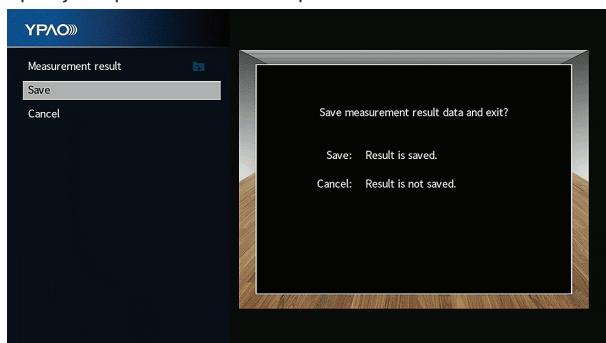 YPAO
Measurement result
Save
Cancel
Save measurement result data and exit?
Save: Result is saved.
Cancel: Result is not saved.